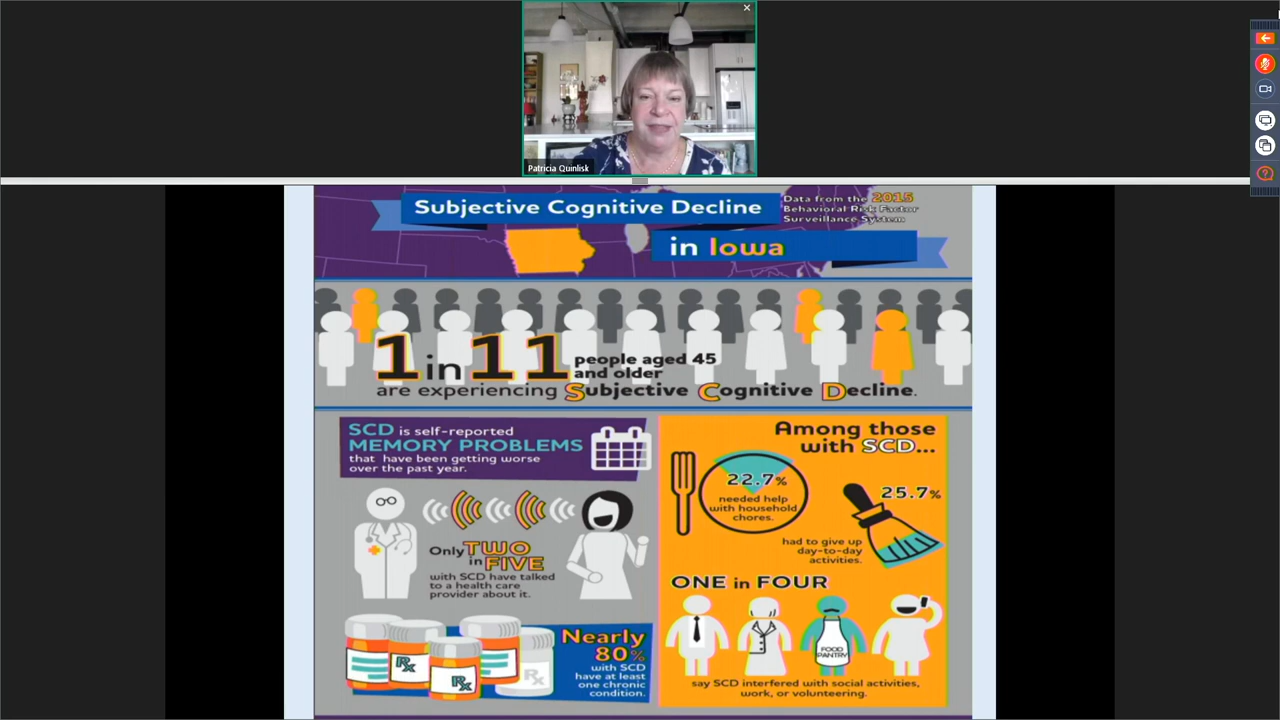 Patricia Quinlisk
Subjective Cognitive Decline
in Iowa
Data from the 2015
Behavioral Risk Factor
Surveillance System
1 in 11 people aged 45
and older
are experiencing Subjective Cognitive Decline.
SCD is self-reported
MEMORY PROBLEMS
that have been getting worse
over the past year.
Only TWO
in FIVE
with SCD have talked
to a health care
provider about it.
Rx
Rx
Rx
Nearly
80%
with SCD
have at least
one chronic
condition.
Among those
with SCD...
22.7%
needed help
with household
chores.
25.7%
had to give up
day-to-day
activities.
ONE in FOUR
FOOD
PANTRY
say SCD interfered with social activities,
work, or volunteering.